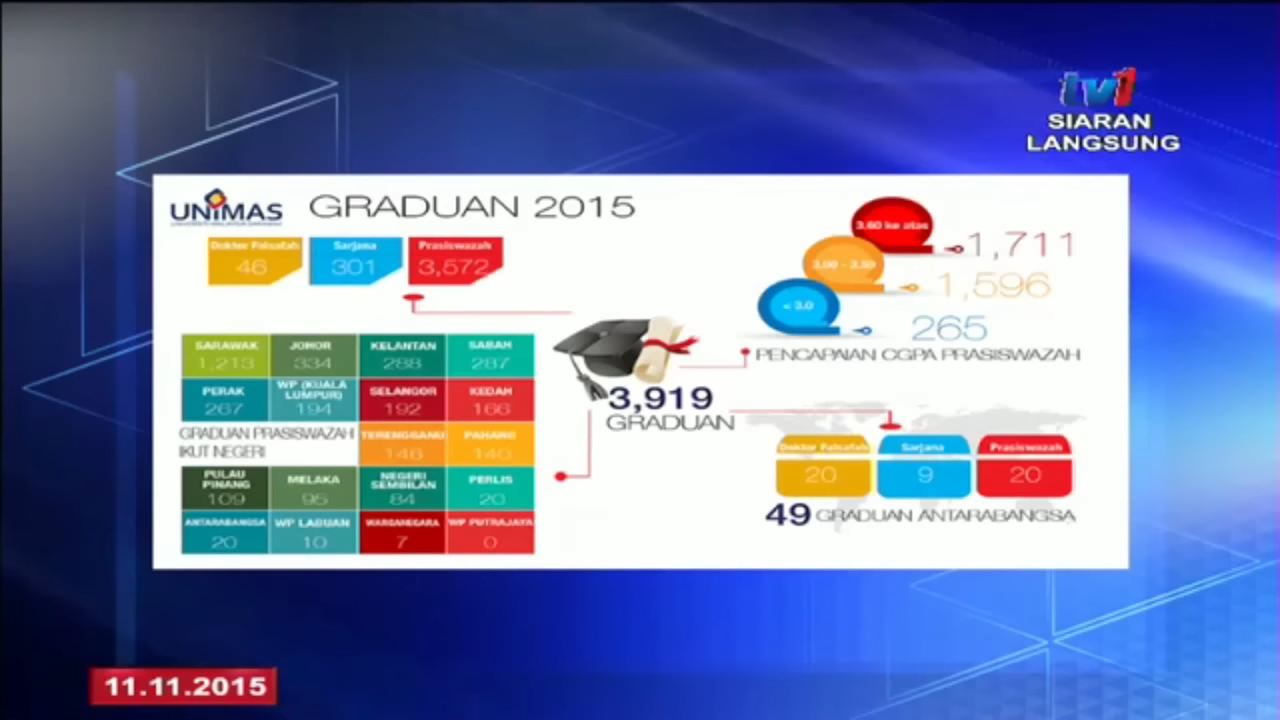 tv1
SIARAN
LANGSUNG
UNIMAS
UNIVERSITI MALAYSIA SARAWAK
GRADUAN 2015
Doktor Falsafah
46
Sarjana
301
Prasiswazah
3,572
3.60 ke atas
1,711
1,596
< 3.0
265
PENCAPAIAN CGPA PRASISWAZAH
SARAWAK
1,213
JOHOR
334
KELANTAN
288
SABAH
287
PERAK
267
WP (KUALA
LUMPUR)
194
SELANGOR
192
KEDAH
166
GRADUAN PRASISWAZAH
IKUT NEGERI
TERENGGANU
146
PAHANG
140
PULAU
PINANG
109
MELAKA
95
NEGERI
SEMBILAN
84
PERLIS
20
ANTARABANGSA
20
WP LABUAN
10
WARGANEGARA
7
WP PUTRAJAYA
0
3,919
GRADUAN
Doktor Falsafah
20
Sarjana
9
Prasiswazah
20
49 GRADUAN ANTARABANGSA
11.11.2015